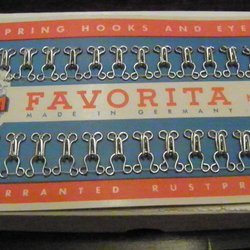 PRING HOOKS AND EYE
FAVORITA
MADE IN GERMANY
RRANTED RUSTPR